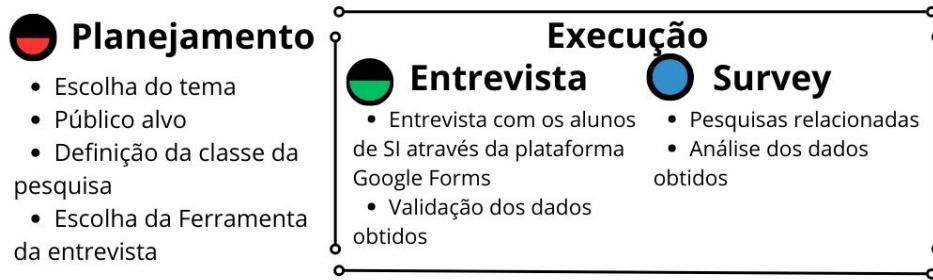 Planejamento
• Escolha do tema
• Público alvo
• Definição da classe da
pesquisa
• Escolha da Ferramenta
da entrevista
Execução
Entrevista
• Entrevista com os alunos
de SI através da plataforma
Google Forms
• Validação dos dados
obtidos
Survey
• Pesquisas relacionadas
• Análise dos dados
obtidos